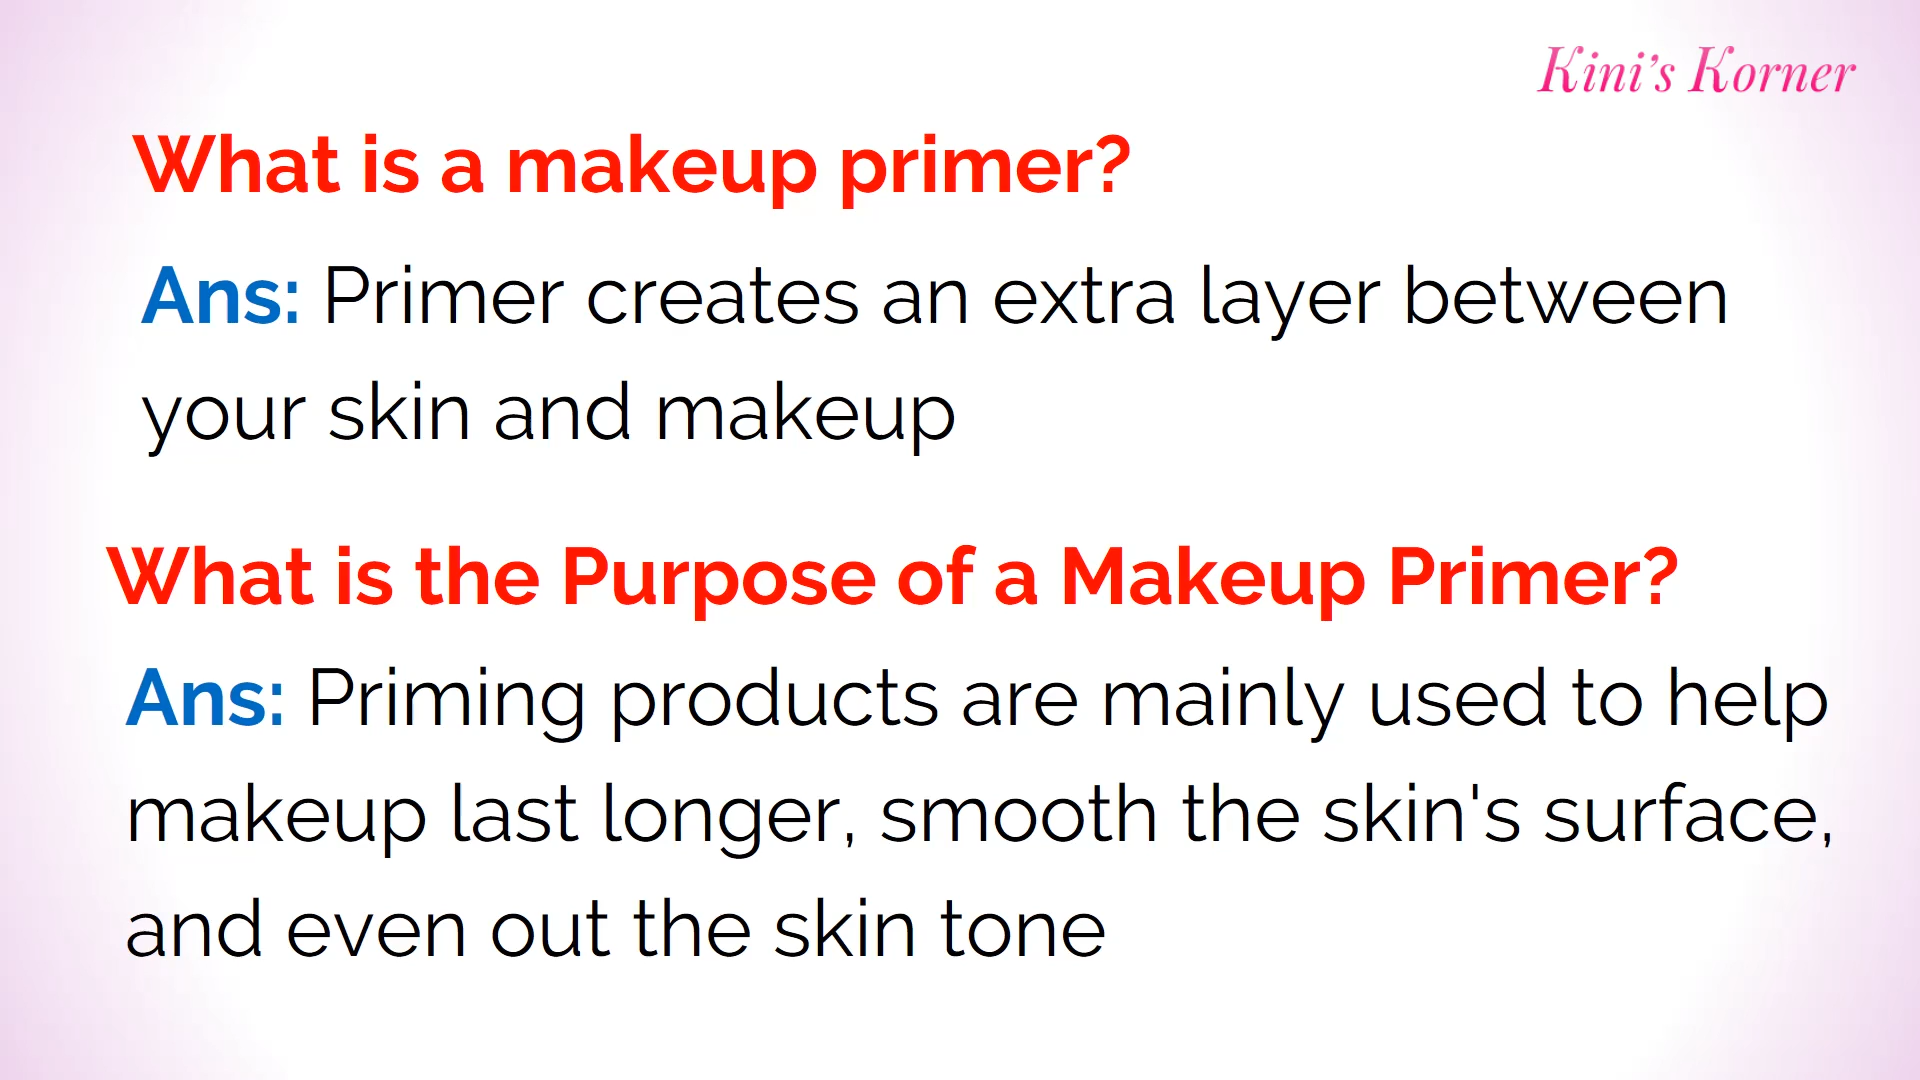 Kini's Korner
What is a makeup primer?
Ans: Primer creates an extra layer between
your skin and makeup
What is the Purpose of a Makeup Primer?
Ans: Priming products are mainly used to help
makeup last longer, smooth the skin's surface,
and even out the skin tone